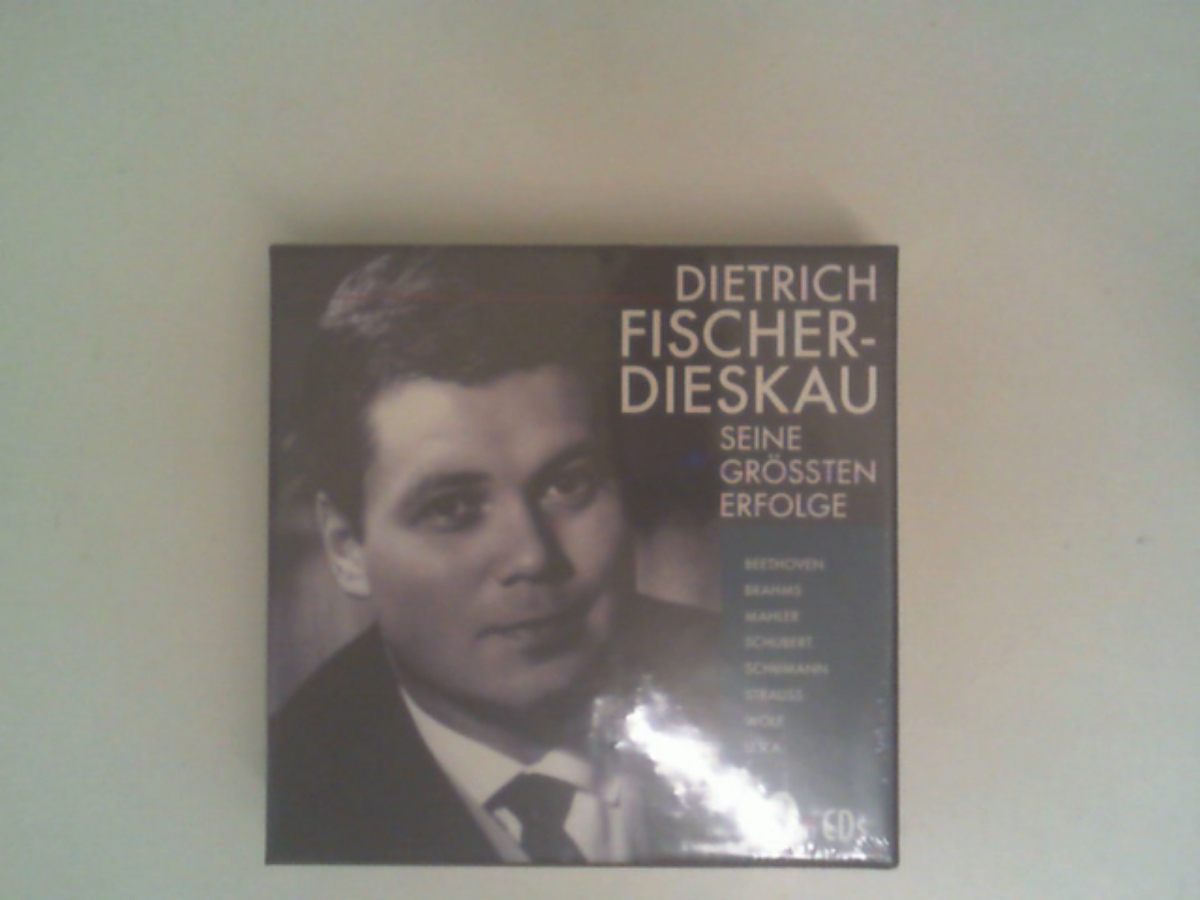 DIETRICH
FISCHER-
DIESKAU
SEINE
GRÖSSTEN
ERFOLGE
BEETHOVEN
BRAHMS
MAHLER
SCHUBERT
SCHUMANN
STRAUSS
WOLF
U.V.A.
CDs